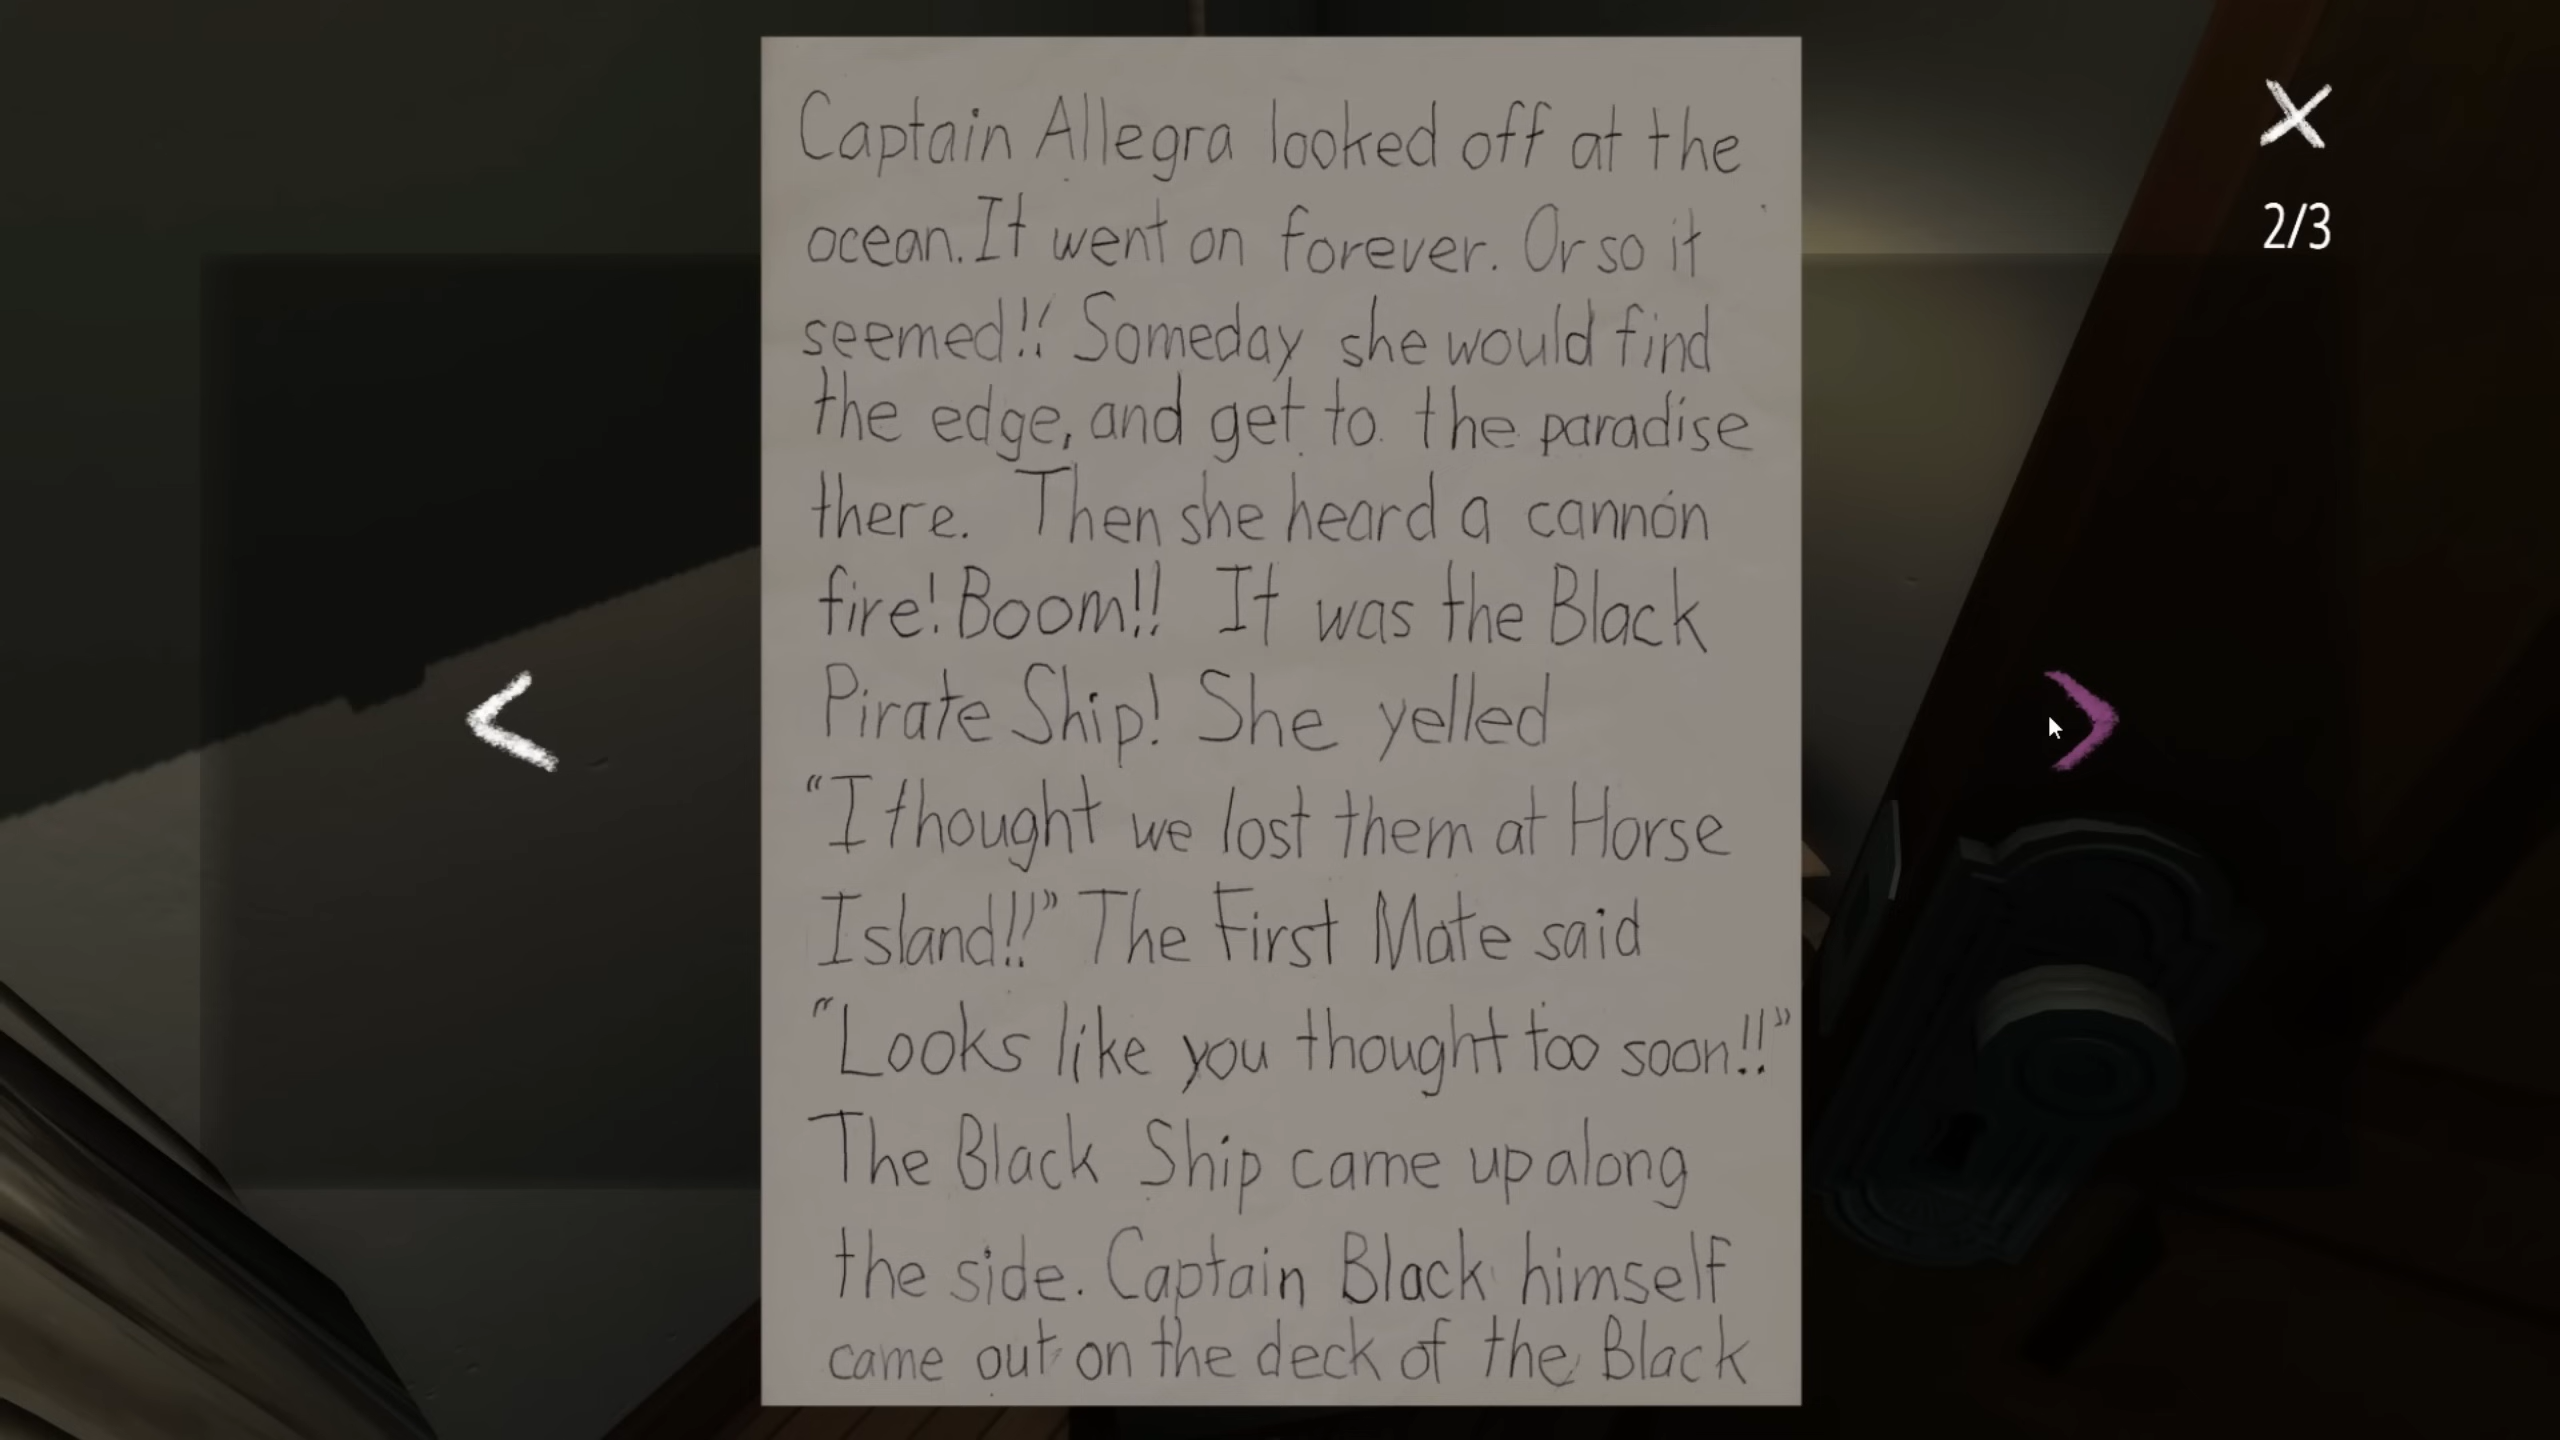 Captain Allegra looked off at the
ocean. It went on forever. Or so it
seemed!! Someday she would find
the edge, and get to the paradise
there. Then she heard a cannon
fire! Boom!! It was the Black
Pirate Ship! She yelled
“I thought we lost them at Horse
Island!!” The First Mate said
“Looks like you thought too soon!!”
The Black Ship came up along
the side. Captain Black himself
came out on the deck of the Black
2/3